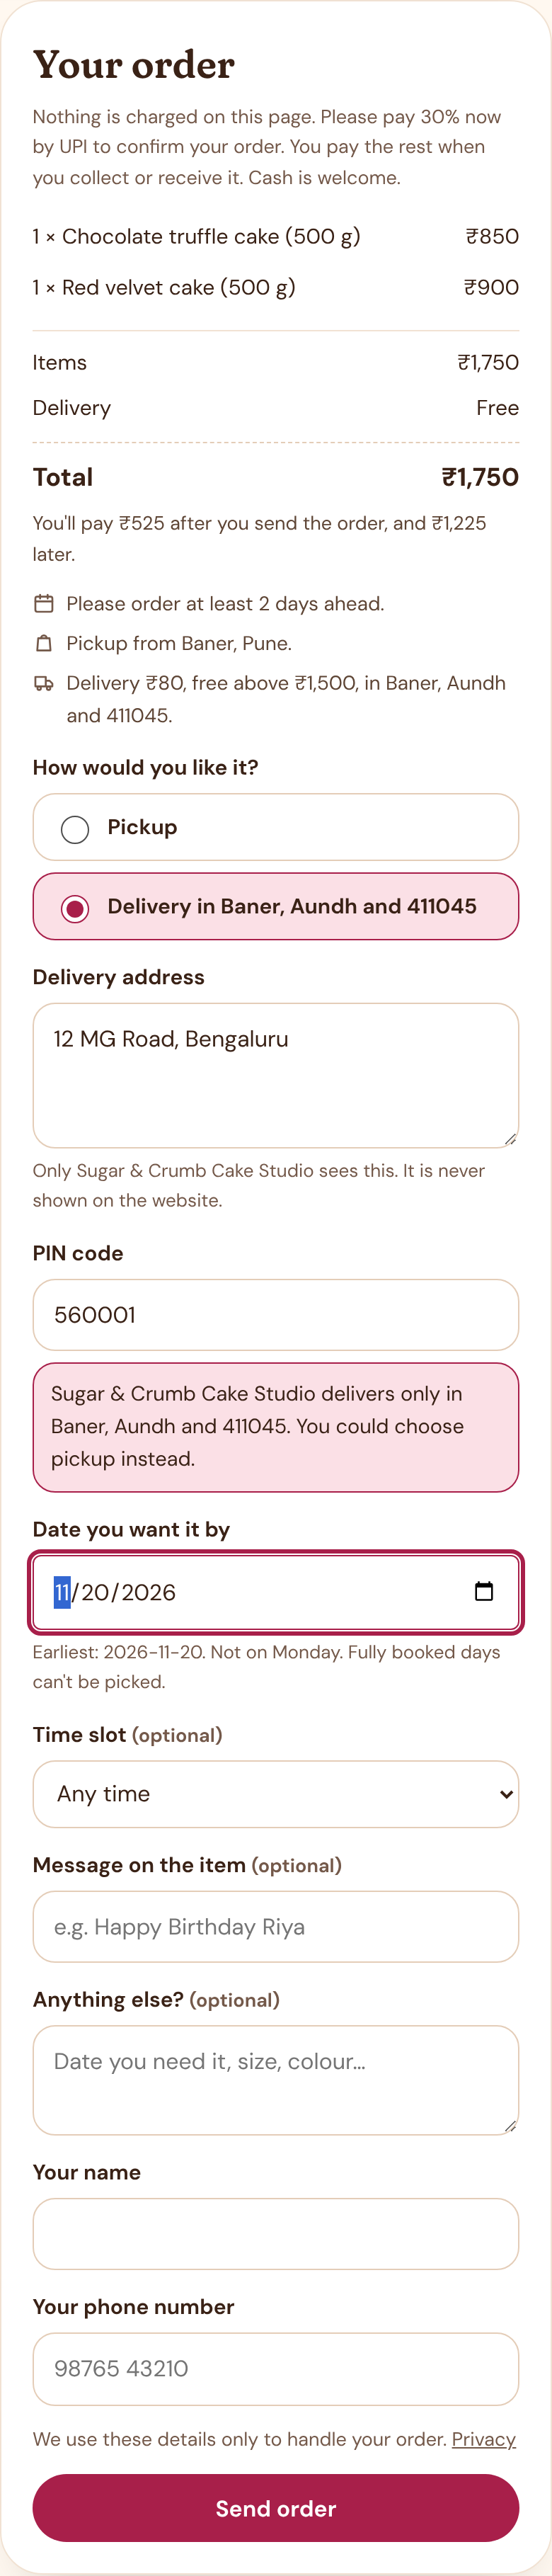 Your order
Nothing is charged on this page. Please pay 30% now
by UPI to confirm your order. You pay the rest when
you collect or receive it. Cash is welcome.
1 × Chocolate truffle cake (500 g) ₹850
1 × Red velvet cake (500 g) ₹900
Items ₹1,750
Delivery Free
Total ₹1,750
You'll pay ₹525 after you send the order, and ₹1,225
later.
Please order at least 2 days ahead.
Pickup from Baner, Pune.
Delivery ₹80, free above ₹1,500, in Baner, Aundh
and 411045.
How would you like it?
Pickup
Delivery in Baner, Aundh and 411045
Delivery address
12 MG Road, Bengaluru
Only Sugar & Crumb Cake Studio sees this. It is never
shown on the website.
PIN code
560001
Sugar & Crumb Cake Studio delivers only in
Baner, Aundh and 411045. You could choose
pickup instead.
Date you want it by
11/20/2026
Earliest: 2026-11-20. Not on Monday. Fully booked days
can't be picked.
Time slot (optional)
Any time
Message on the item (optional)
e.g. Happy Birthday Riya
Anything else? (optional)
Date you need it, size, colour...
Your name
Your phone number
98765 43210
We use these details only to handle your order. Privacy
Send order